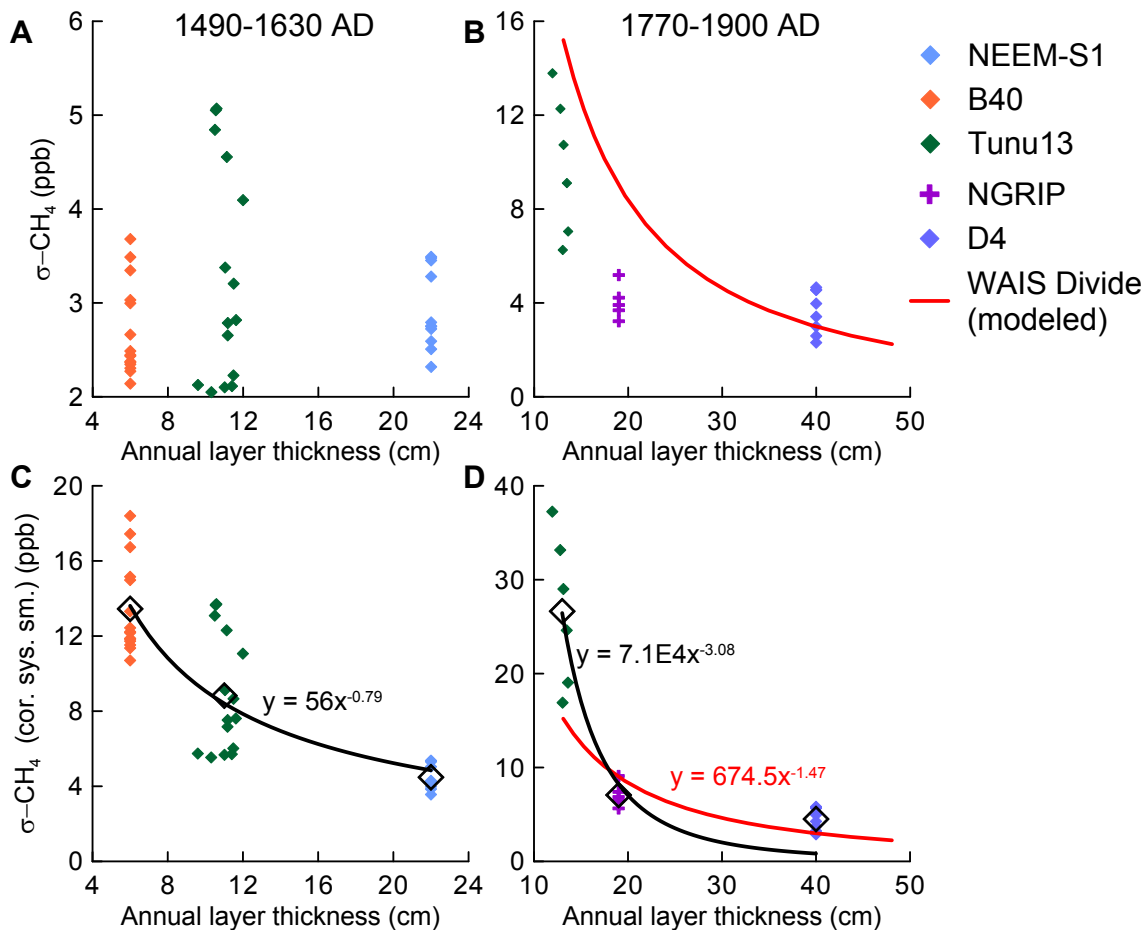 A
1490-1630 AD
6
5
4
3
2
σ−CH4 (ppb)
4 8 12 16 20 24
Annual layer thickness (cm)
B
1770-1900 AD
16
12
8
4
0
10 20 30 40 50
Annual layer thickness (cm)
NEEM-S1
B40
Tunu13
NGRIP
D4
WAIS Divide
(modeled)
C
20
16
12
8
4
0
σ−CH4 (cor. sys. sm.) (ppb)
y = 56x^-0.79
4 8 12 16 20 24
Annual layer thickness (cm)
D
40
30
20
10
0
y = 7.1E4x^-3.08
y = 674.5x^-1.47
10 20 30 40 50
Annual layer thickness (cm)